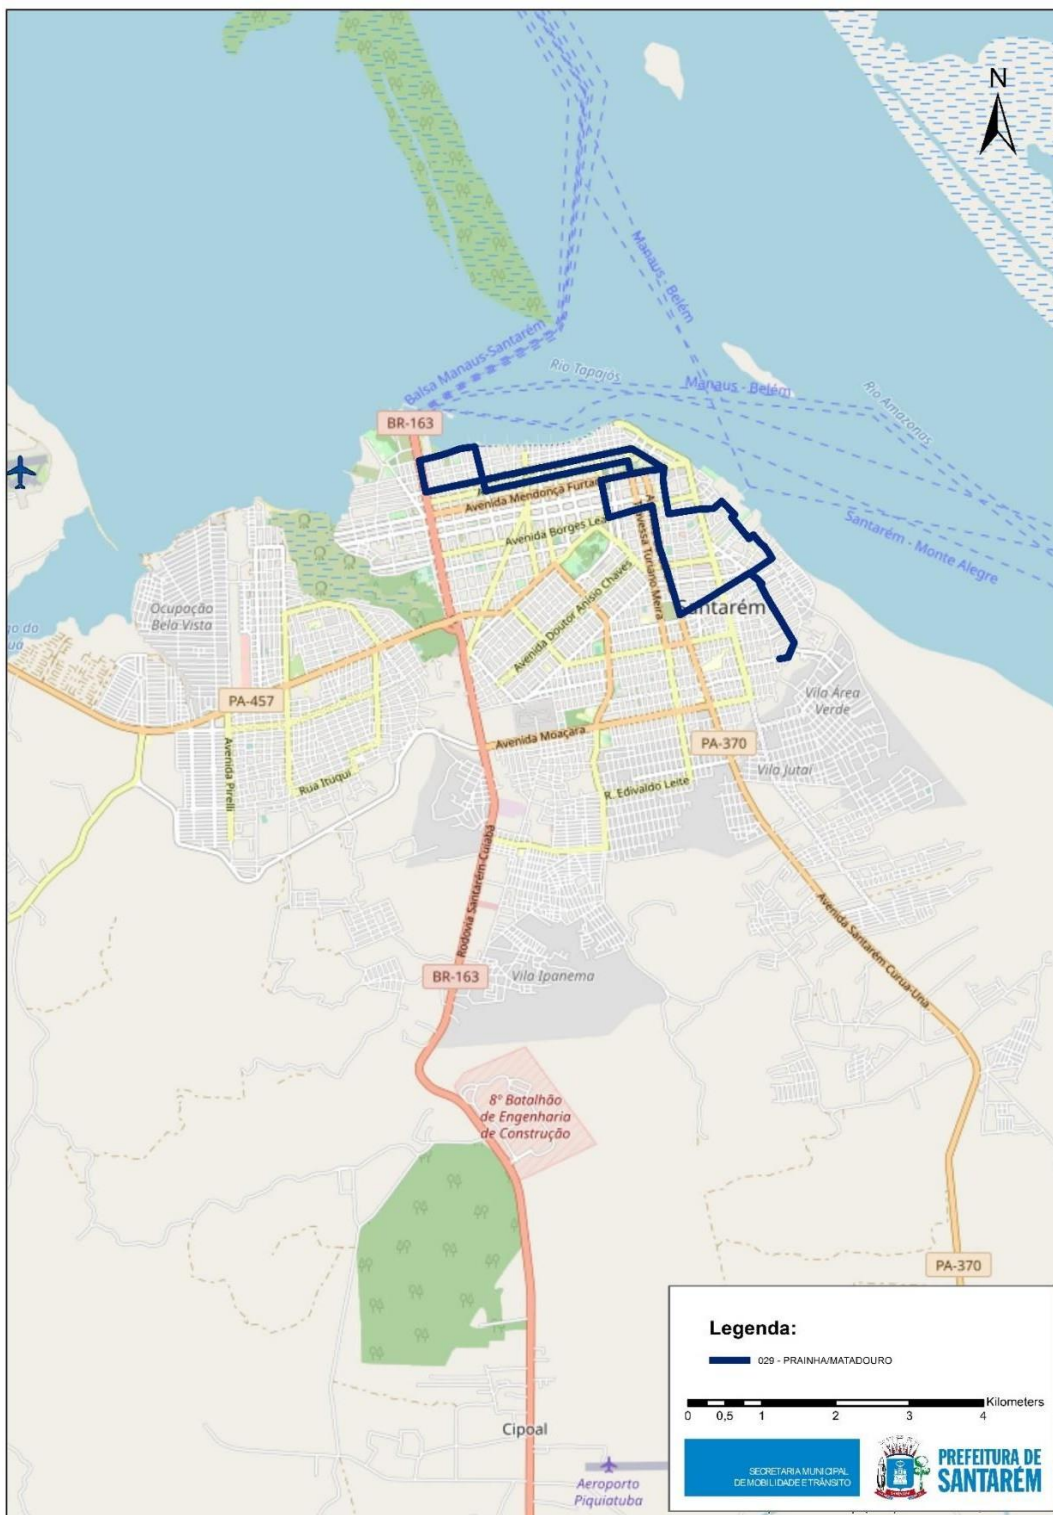 N
Manaus - Belém
Balsa Manaus-Santarém
Rio Tapajós
Manaus - Belém
Rio Amazonas
BR-163
Avenida Mendonça Furta
Avenida Borges Lea
Travessa Turiano Meira
Santarém - Monte Alegre
Avenida Doutor Anísio Chaves
Santarém
Ocupação
Bela Vista
PA-457
Vila Área
Verde
Avenida Moaçara
PA-370
Avenida Pirelli
Rua Ituqui
Vila Jutaí
R. Edivaldo Leite
Rodovia Santarém-Cuiabá
Avenida Santarém Curua-Una
BR-163
Vila Ipanema
8º Batalhão
de Engenharia
de Construção
PA-370
Cipoal
Aeroporto
Piquiatuba
Legenda:
029 - PRAINHA/MATADOURO
Kilometers
0 0,5 1 2 3 4
SECRETARIA MUNICIPAL
DE MOBILIDADE E TRÂNSITO
PREFEITURA DE
SANTARÉM